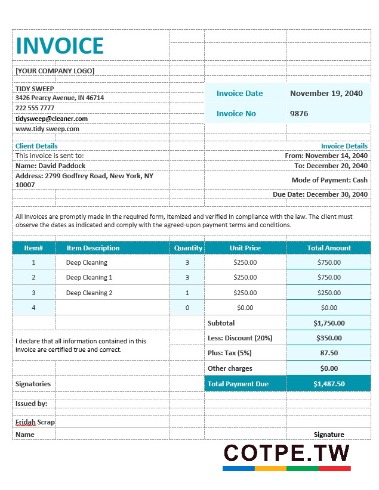 INVOICE
[YOUR COMPANY LOGO]
TIDY SWEEP
3426 Pearcy Avenue, IN 46714
222 555 7777
tidysweep@cleaner.com
www.tidy sweep.com
Invoice Date November 19, 2040
Invoice No 9876
Client Details Invoice Details
This invoice is sent to: From: November 14, 2040
Name: David Paddock To: December 20, 2040
Address: 2799 Godfrey Road, New York, NY
10007
Mode of Payment: Cash
Due Date: December 30, 2040
All invoices are promptly made in the required form, itemized and verified in compliance with the law. The client must
observe the dates as indicated and comply with the agreed-upon payment terms and conditions.
Item# Item Description Quantity Unit Price Total Amount
1 Deep Cleaning 3 $250.00 $750.00
2 Deep Cleaning 1 3 $250.00 $750.00
3 Deep Cleaning 2 1 $250.00 $250.00
4 0 $0.00 $0.00
Subtotal $1,750.00
I declare that all information contained in this
invoice are certified true and correct.
Less: Discount (20%) $350.00
Plus: Tax (5%) 87.50
Other charges $0.00
Signatories Total Payment Due $1,487.50
Issued by:
Fridah Scrap
Name Signature
COTPE.TW